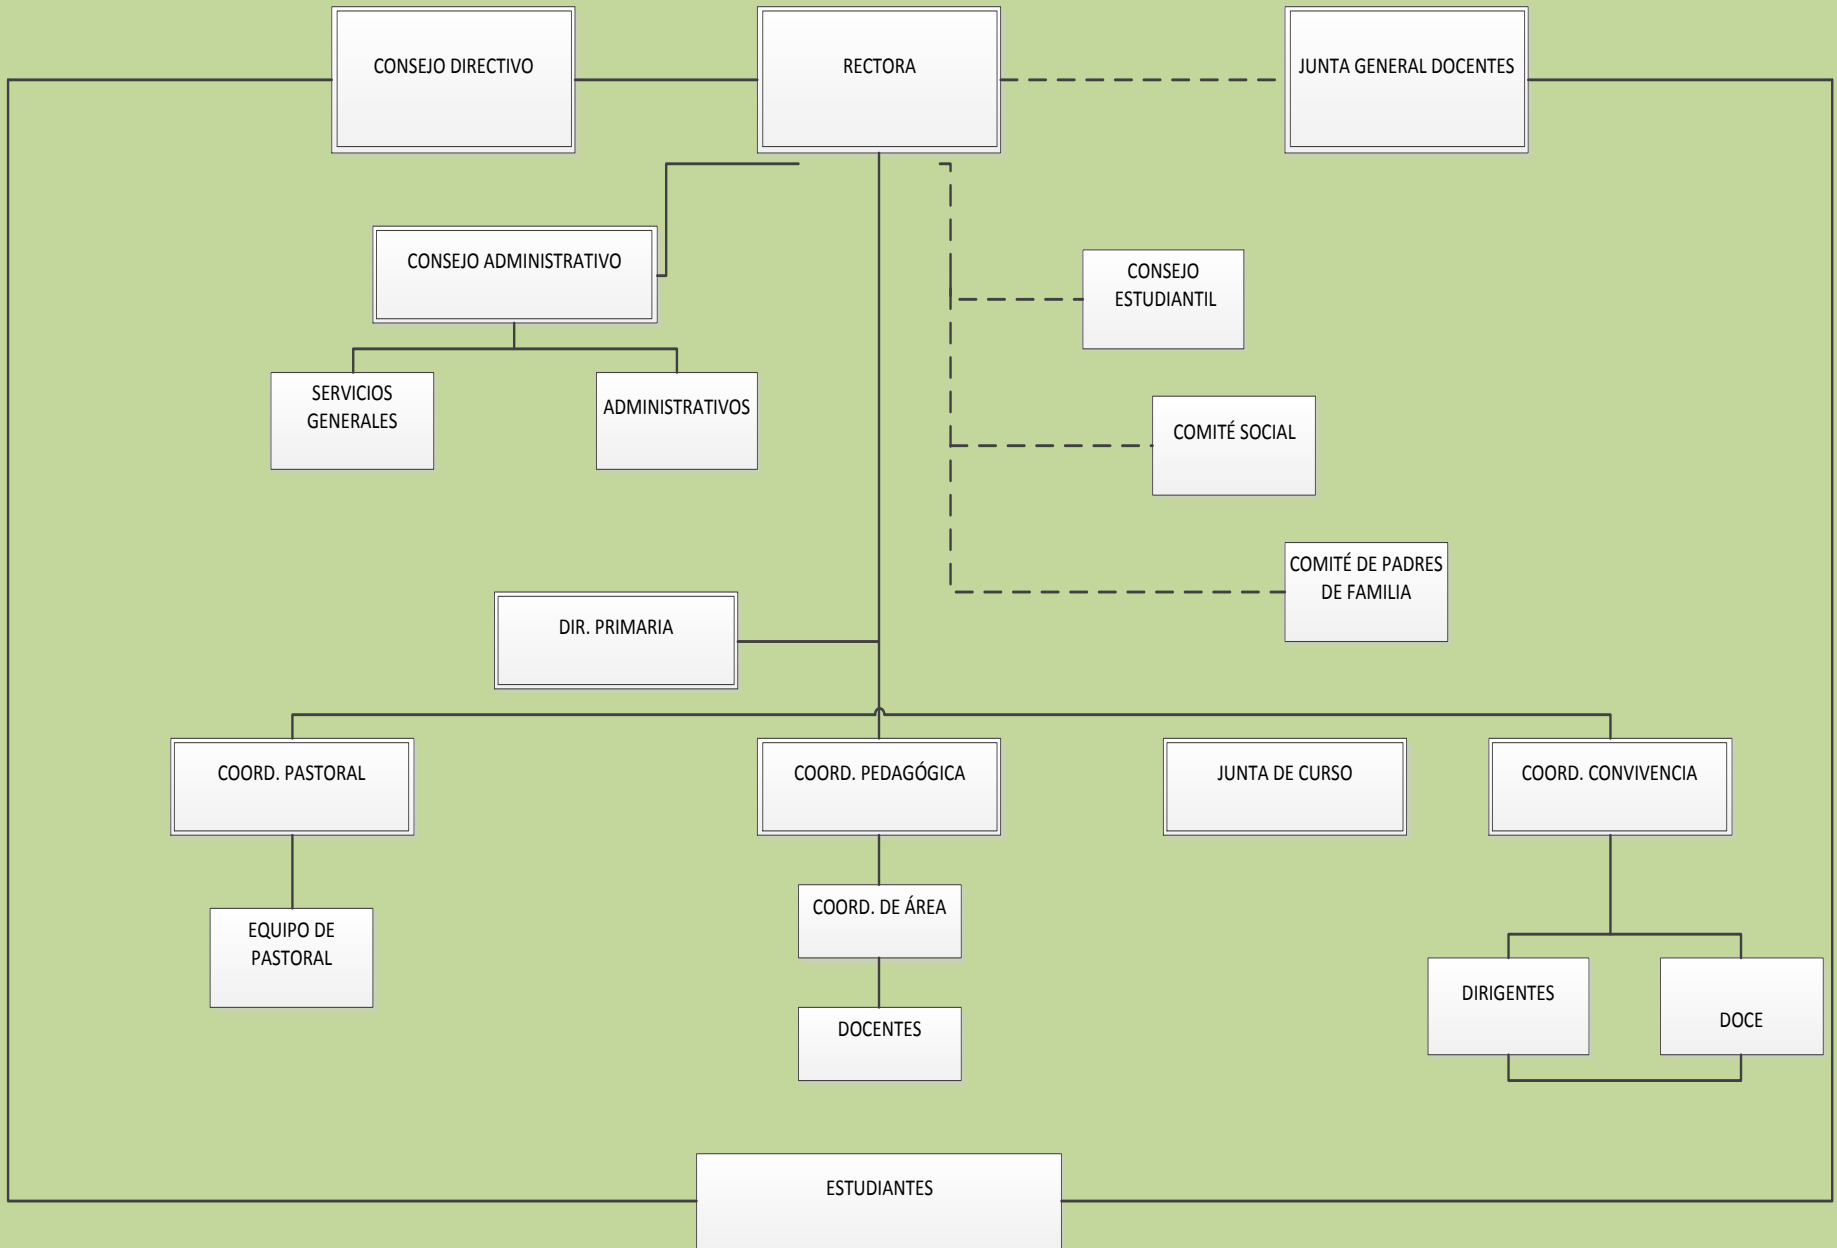 CONSEJO DIRECTIVO
RECTORA
JUNTA GENERAL DOCENTES
CONSEJO ADMINISTRATIVO
CONSEJO
ESTUDIANTIL
SERVICIOS
GENERALES
ADMINISTRATIVOS
COMITÉ SOCIAL
COMITÉ DE PADRES
DE FAMILIA
DIR. PRIMARIA
COORD. PASTORAL
COORD. PEDAGÓGICA
JUNTA DE CURSO
COORD. CONVIVENCIA
COORD. DE ÁREA
EQUIPO DE
PASTORAL
DIRIGENTES
DOCE
DOCENTES
ESTUDIANTES